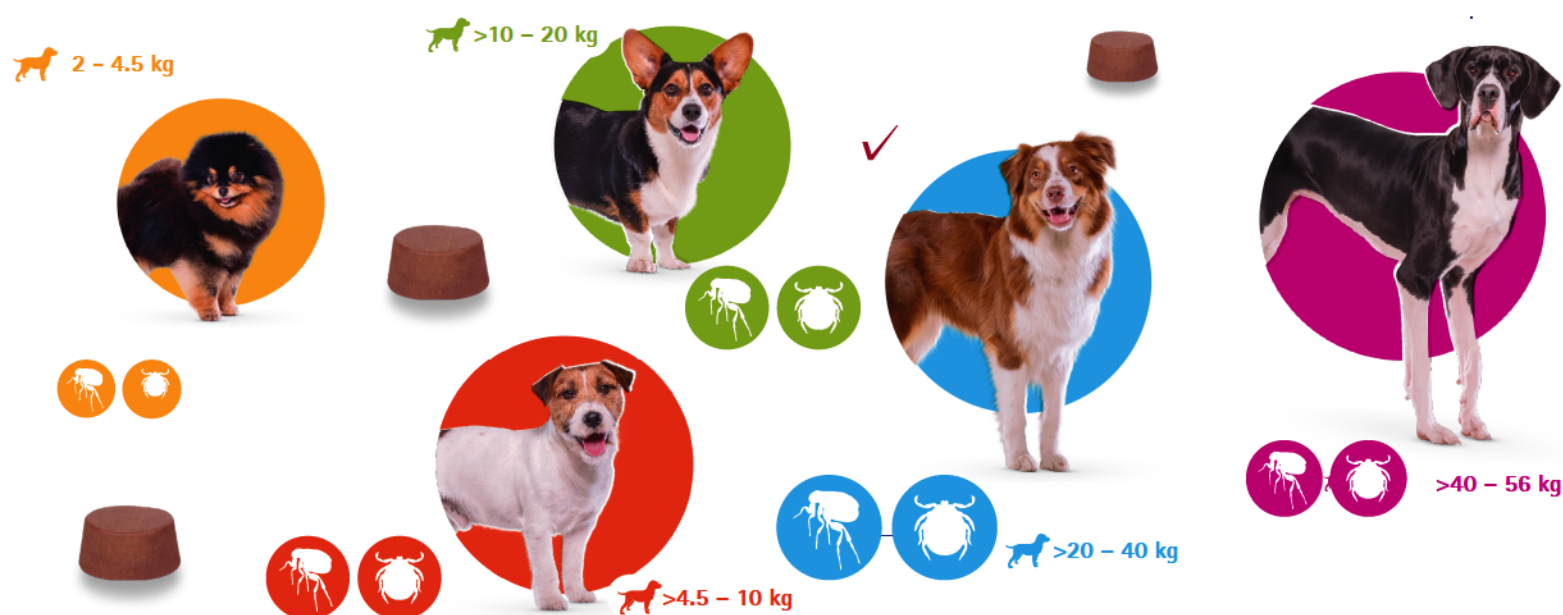 2 – 4.5 kg
>10 – 20 kg
>4.5 – 10 kg
>20 – 40 kg
>40 – 56 kg